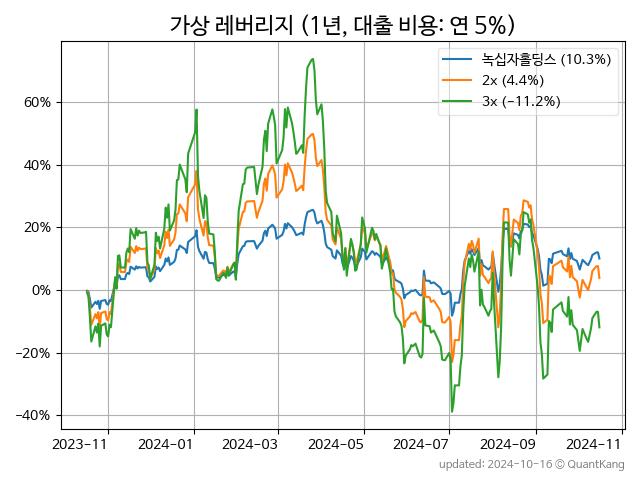 가상 레버리지 (1년, 대출 비용: 연 5%)
녹십자홀딩스 (10.3%)
2x (4.4%)
3x (−11.2%)
60%
40%
20%
0%
−20%
−40%
2023-11 2024-01 2024-03 2024-05 2024-07 2024-09 2024-11
updated: 2024-10-16 © QuantKang